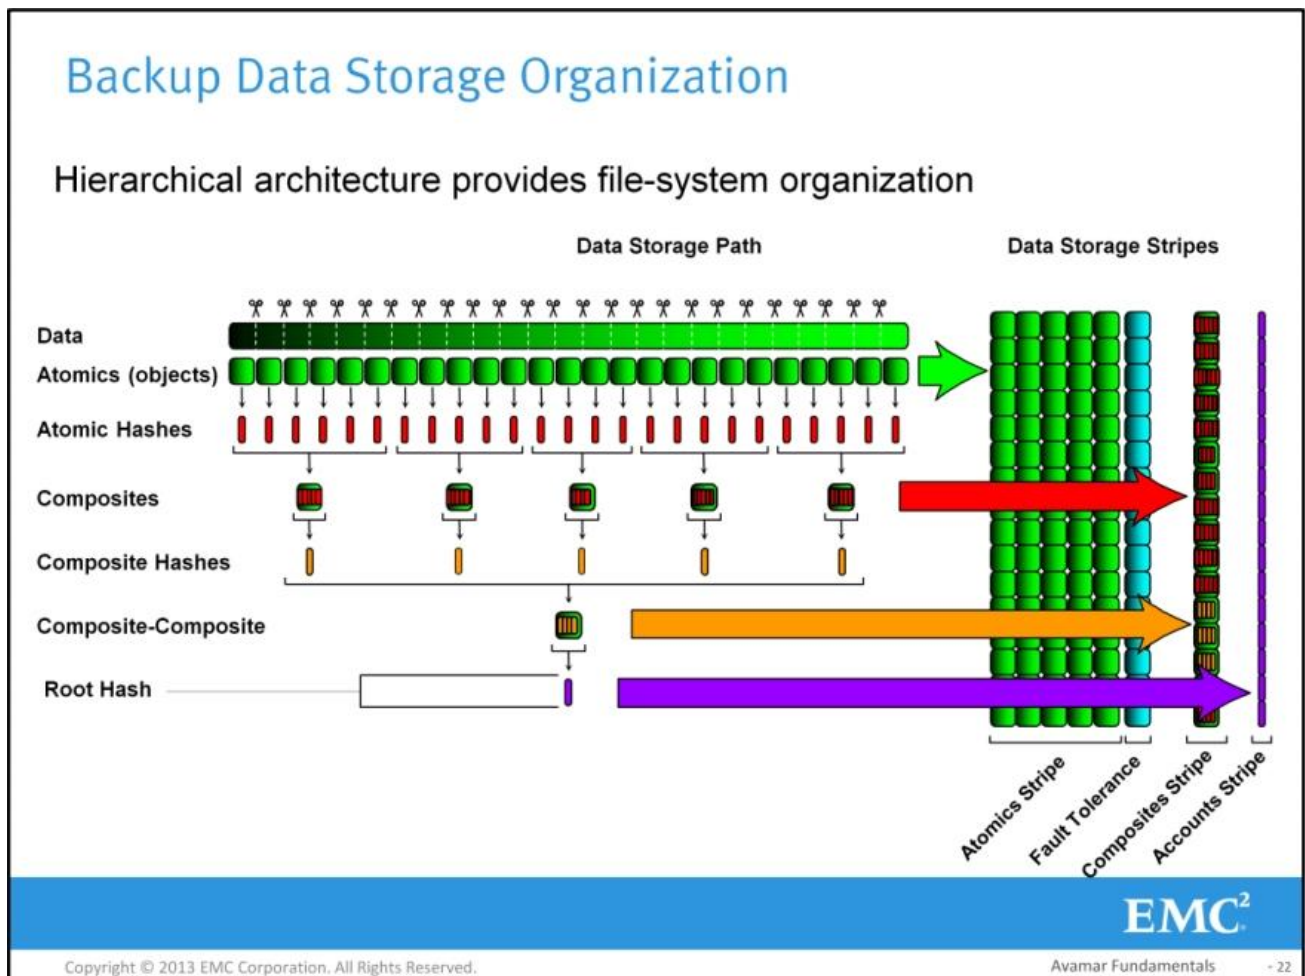 Backup Data Storage Organization
Hierarchical architecture provides file-system organization
Data Storage Path
Data Storage Stripes
Data
Atomics (objects)
Atomic Hashes
Composites
Composite Hashes
Composite-Composite
Root Hash
Atomics Stripe
Fault Tolerance
Composites Stripe
Accounts Stripe
EMC²
Copyright © 2013 EMC Corporation. All Rights Reserved.
Avamar Fundamentals - 22